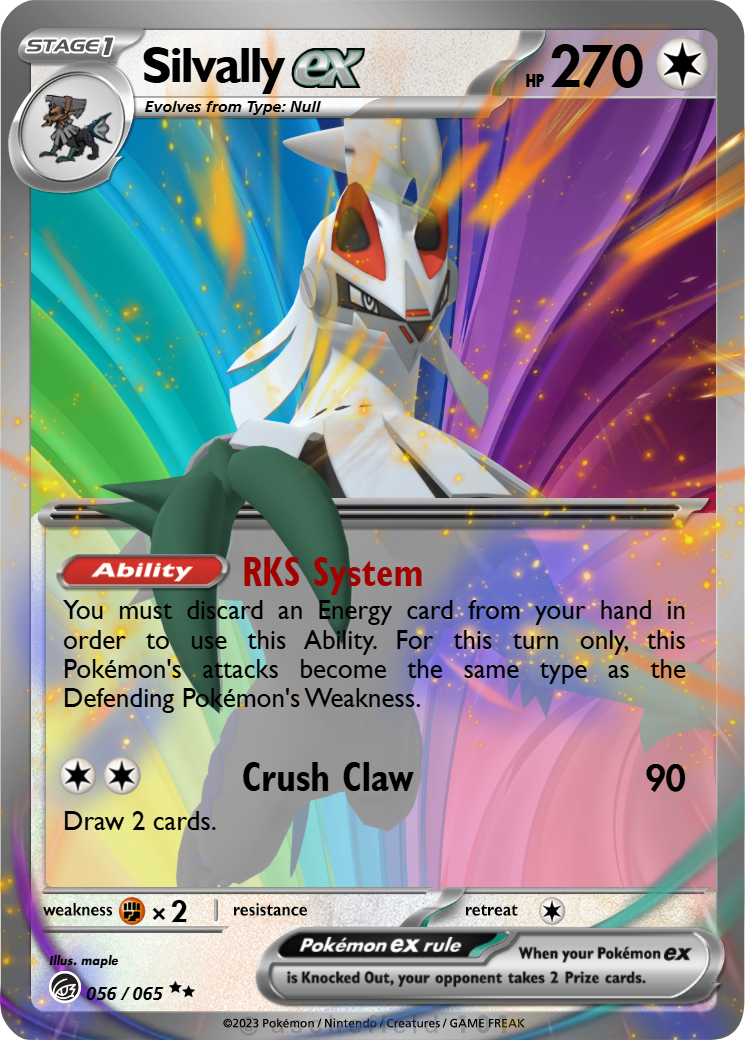 STAGE1
Silvally ex
HP 270
Evolves from Type: Null
Ability RKS System
You must discard an Energy card from your hand in
order to use this Ability. For this turn only, this
Pokémon's attacks become the same type as the
Defending Pokémon's Weakness.
Crush Claw 90
Draw 2 cards.
weakness ×2 resistance retreat
Pokémon ex rule When your Pokémon ex
is Knocked Out, your opponent takes 2 Prize cards.
Illus. maple
056 / 065
©2023 Pokémon / Nintendo / Creatures / GAME FREAK